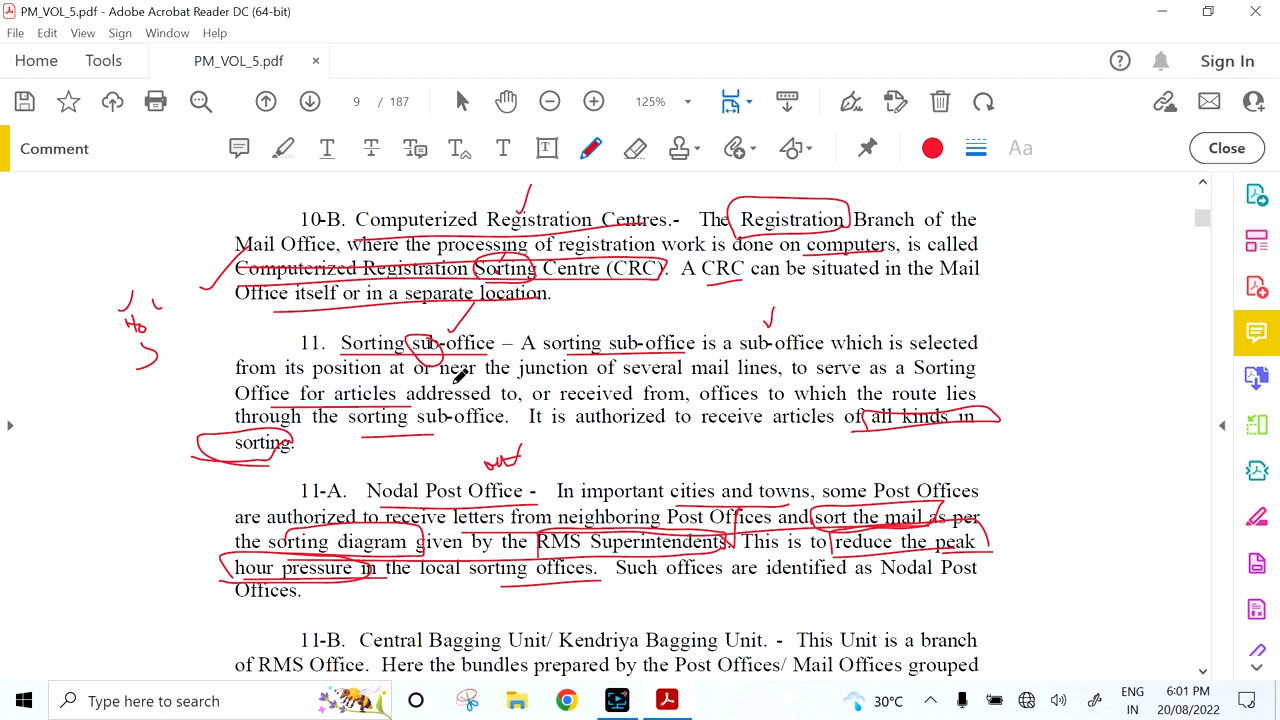 PM_VOL_5.pdf - Adobe Acrobat Reader DC (64-bit)
File Edit View Sign Window Help
Home Tools PM_VOL_5.pdf × Sign In
9 / 187 125%
Comment Aa Close
10-B. Computerized Registration Centres.- The Registration Branch of the
Mail Office, where the processing of registration work is done on computers, is called
Computerized Registration Sorting Centre (CRC). A CRC can be situated in the Mail
Office itself or in a separate location.
Ho
11. Sorting sub-office – A sorting sub-office is a sub-office which is selected
from its position at or near the junction of several mail lines, to serve as a Sorting
Office for articles addressed to, or received from, offices to which the route lies
through the sorting sub-office. It is authorized to receive articles of all kinds in
sorting.
11-A. Nodal Post Office - In important cities and towns, some Post Offices
are authorized to receive letters from neighboring Post Offices and sort the mail as per
the sorting diagram given by the RMS Superintendents. This is to reduce the peak
hour pressure in the local sorting offices. Such offices are identified as Nodal Post
Offices.
11-B. Central Bagging Unit/ Kendriya Bagging Unit. - This Unit is a branch
of RMS Office. Here the bundles prepared by the Post Offices/ Mail Offices grouped
Type here to search
30°C
ENG
IN
6:01 PM
20/08/2022